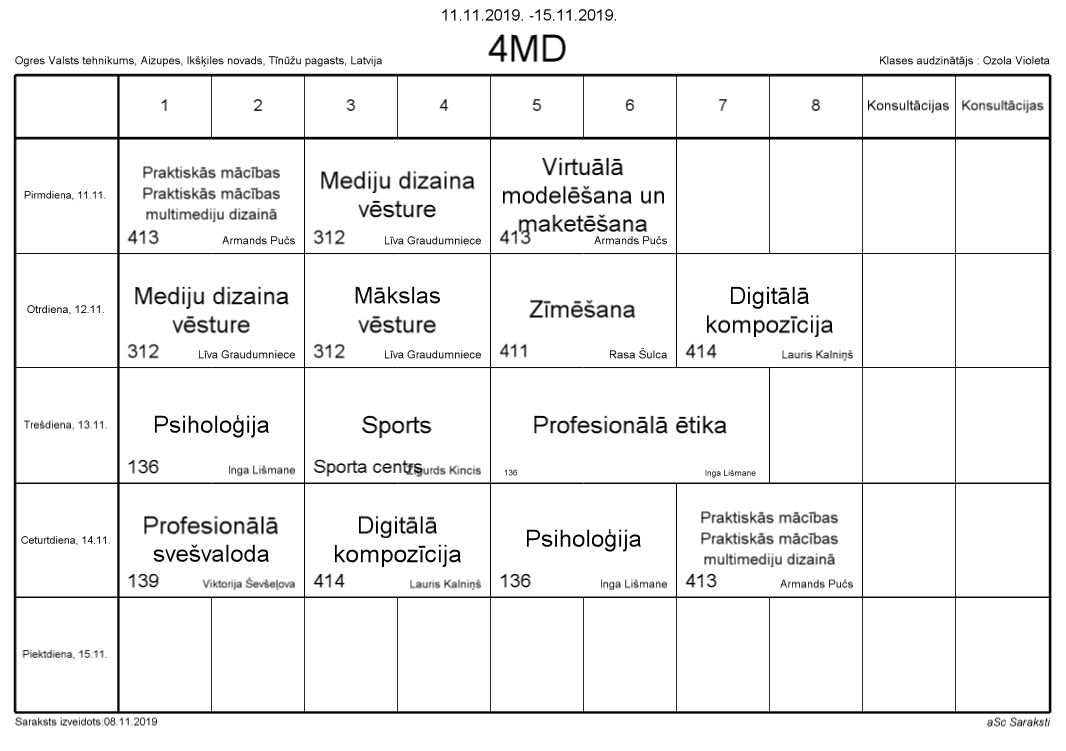 11.11.2019. -15.11.2019.
4MD
Ogres Valsts tehnikums, Aizupes, Ikšķiles novads, Tīnūžu pagasts, Latvija
Klases audzinātājs : Ozola Violeta
1 2 3 4 5 6 7 8 Konsultācijas Konsultācijas
Pirmdiena, 11.11.
Praktiskās mācības
Praktiskās mācības
multimediju dizainā
413 Armands Pučs
Mediju dizaina
vēsture
312 Līva Graudumniece
Virtuālā
modelēšana un
maketēšana
413 Armands Pučs
Otrdiena, 12.11.
Mediju dizaina
vēsture
312 Līva Graudumniece
Mākslas
vēsture
312 Līva Graudumniece
Zīmēšana
411 Rasa Šulca
Digitālā
kompozīcija
414 Lauris Kalniņš
Trešdiena, 13.11.
Psiholoģija
136 Inga Lišmane
Sports
Sporta centrs Zigurds Kincis
Profesionālā ētika
136 Inga Lišmane
Ceturtdiena, 14.11.
Profesionālā
svešvaloda
139 Viktorija Ševšeļova
Digitālā
kompozīcija
414 Lauris Kalniņš
Psiholoģija
136 Inga Lišmane
Praktiskās mācības
Praktiskās mācības
multimediju dizainā
413 Armands Pučs
Piektdiena, 15.11.
Saraksts izveidots:08.11.2019
aSc Saraksti